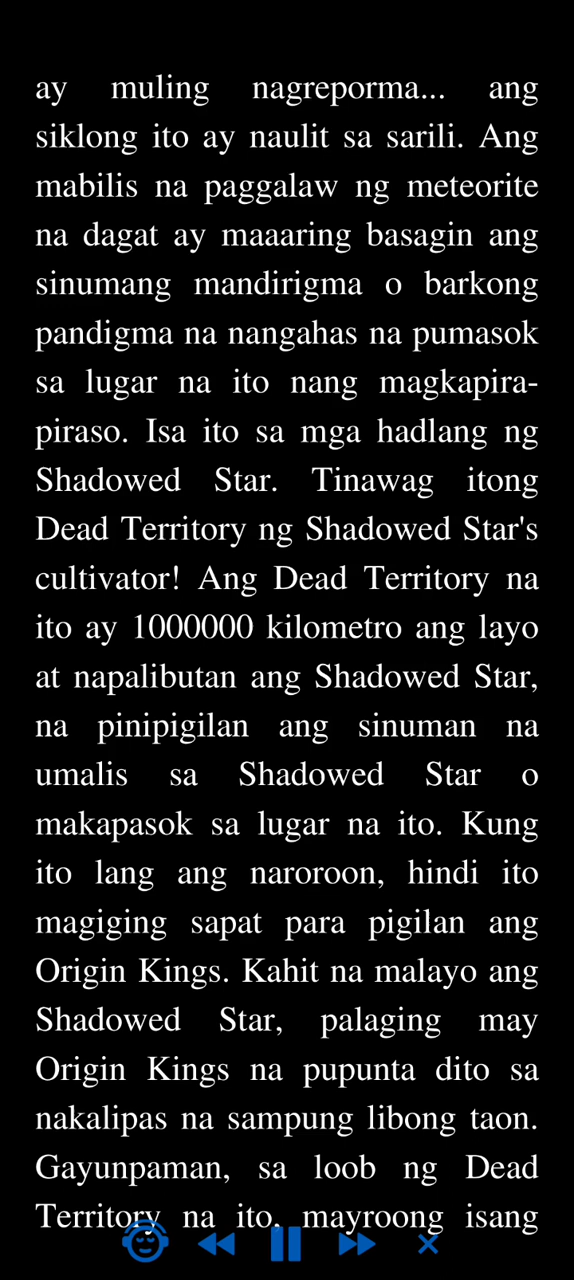 ay muling nagreporma... ang
siklong ito ay naulit sa sarili. Ang
mabilis na paggalaw ng meteorite
na dagat ay maaaring basagin ang
sinumang mandirigma o barkong
pandigma na nangahas na pumasok
sa lugar na ito nang magkapira-
piraso. Isa ito sa mga hadlang ng
Shadowed Star. Tinawag itong
Dead Territory ng Shadowed Star's
cultivator! Ang Dead Territory na
ito ay 1000000 kilometro ang layo
at napalibutan ang Shadowed Star,
na pinipigilan ang sinuman na
umalis sa Shadowed Star o
makapasok sa lugar na ito. Kung
ito lang ang naroroon, hindi ito
magiging sapat para pigilan ang
Origin Kings. Kahit na malayo ang
Shadowed Star, palaging may
Origin Kings na pupunta dito sa
nakalipas na sampung libong taon.
Gayunpaman, sa loob ng Dead
Territory na ito, mayroong isang